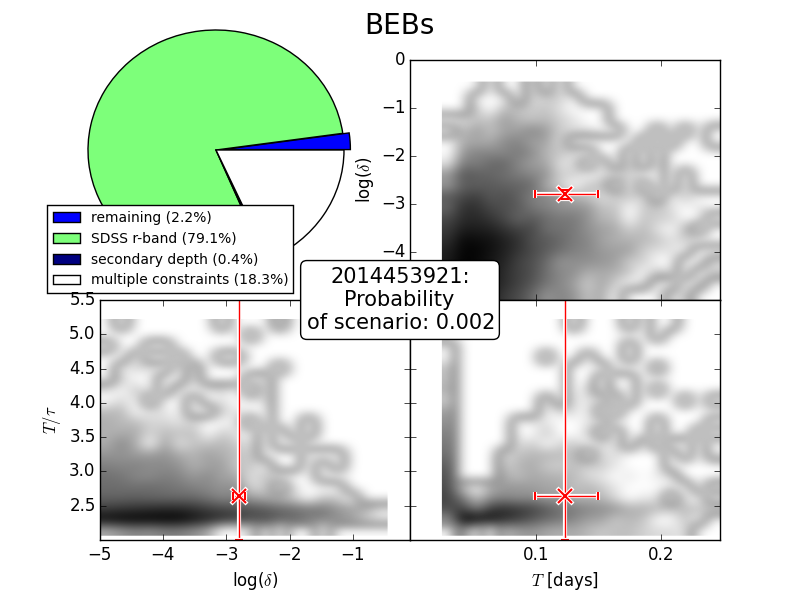 BEBs
remaining (2.2%)
SDSS r-band (79.1%)
secondary depth (0.4%)
multiple constraints (18.3%)
0
−1
−2
−3
−4
log(δ)
2014453921:
Probability
of scenario: 0.002
5.5
5.0
4.5
4.0
3.5
3.0
2.5
T/τ
−5 −4 −3 −2 −1
log(δ)
0.1 0.2
T [days]